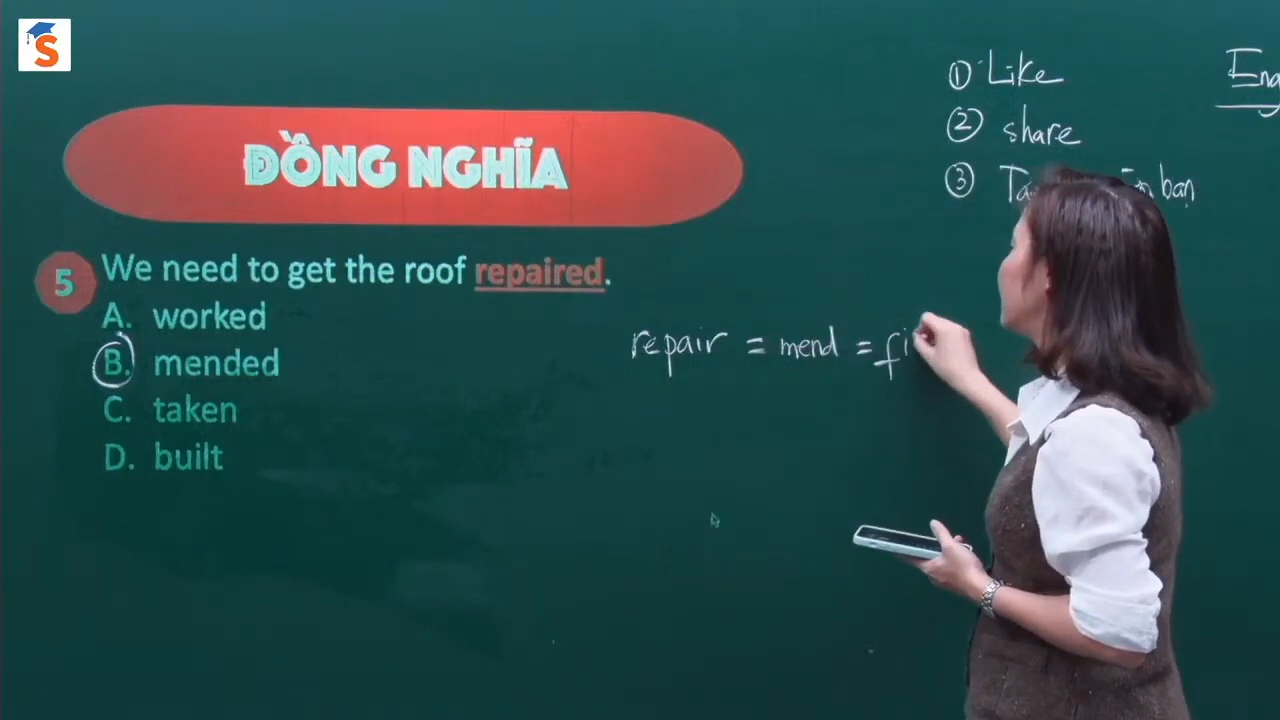 S
① Like
Eng
② share
③ Ta bạn
ĐỒNG NGHĨA
5 We need to get the roof repaired.
A. worked
B. mended
C. taken
D. built
repair = mend = fi